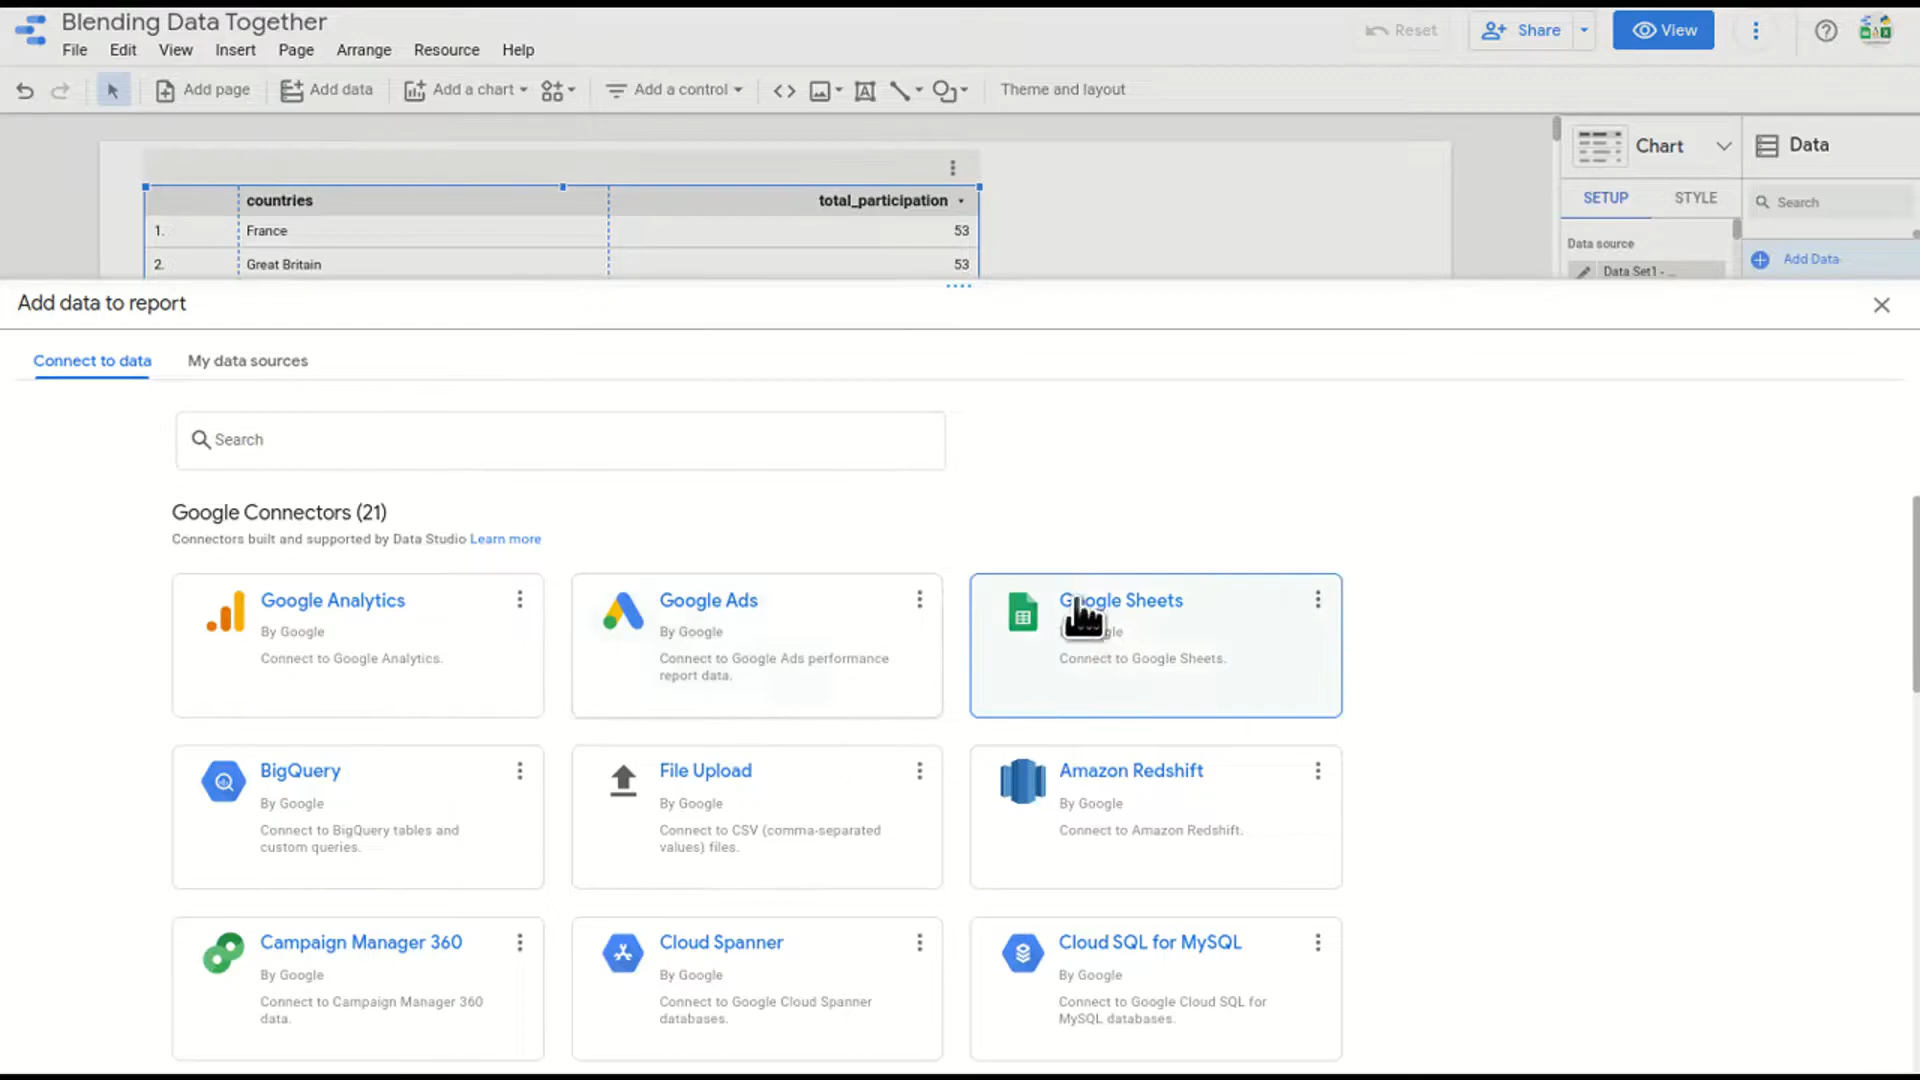 Blending Data Together
Reset
Share
View
File Edit View Insert Page Arrange Resource Help
Add page Add data Add a chart Add a control Theme and layout
Chart
Data
SETUP STYLE
Search
Data source
Data Set1 - ...
Add Data
countries total_participation
1. France 53
2. Great Britain 53
Add data to report
Connect to data My data sources
Search
Google Connectors (21)
Connectors built and supported by Data Studio Learn more
Google Analytics
By Google
Connect to Google Analytics.
Google Ads
By Google
Connect to Google Ads performance
report data.
Google Sheets
Connect to Google Sheets.
BigQuery
By Google
Connect to BigQuery tables and
custom queries.
File Upload
By Google
Connect to CSV (comma-separated
values) files.
Amazon Redshift
By Google
Connect to Amazon Redshift.
Campaign Manager 360
By Google
Connect to Campaign Manager 360
data.
Cloud Spanner
By Google
Connect to Google Cloud Spanner
databases.
Cloud SQL for MySQL
By Google
Connect to Google Cloud SQL for
MySQL databases.